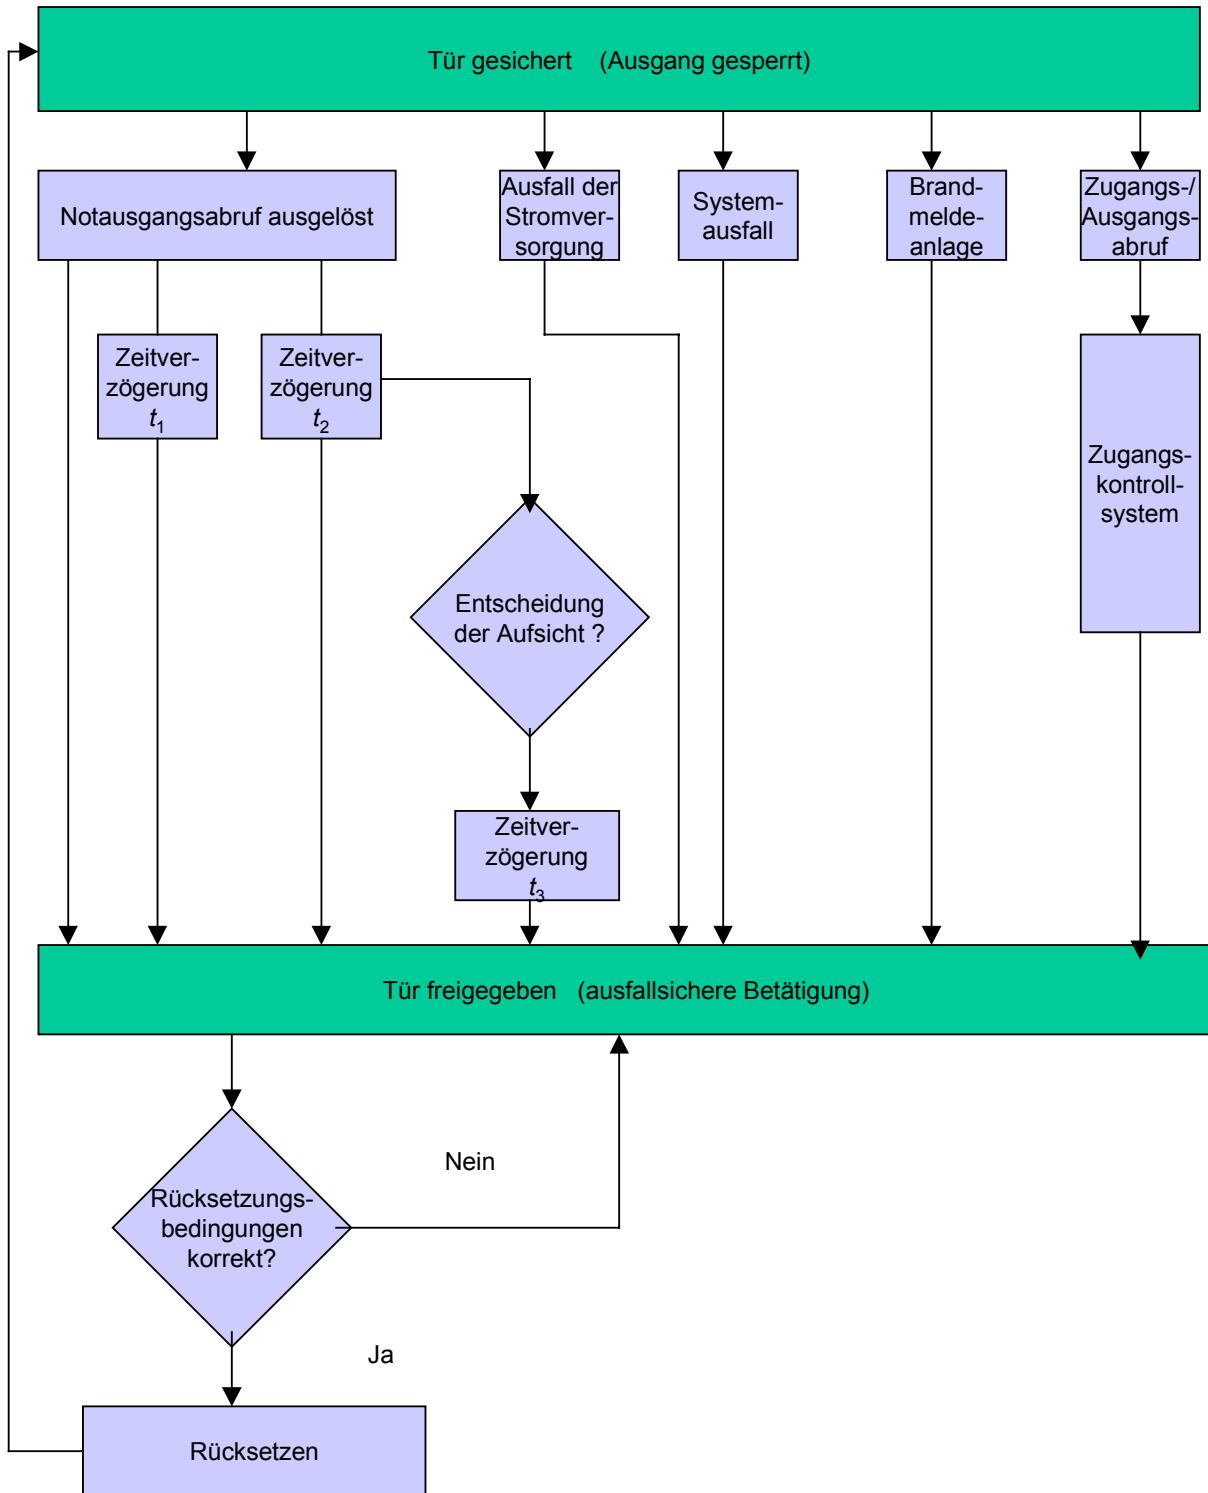 Tür gesichert (Ausgang gesperrt)
Notausgangsabruf ausgelöst
Ausfall der
Stromver-
sorgung
System-
ausfall
Brand-
melde-
anlage
Zugangs-/
Ausgangs-
abruf
Zeitver-
zögerung
t₁
Zeitver-
zögerung
t₂
Zugangs-
kontroll-
system
Entscheidung
der Aufsicht ?
Zeitver-
zögerung
t₃
Tür freigegeben (ausfallsichere Betätigung)
Nein
Rücksetzungs-
bedingungen
korrekt?
Ja
Rücksetzen